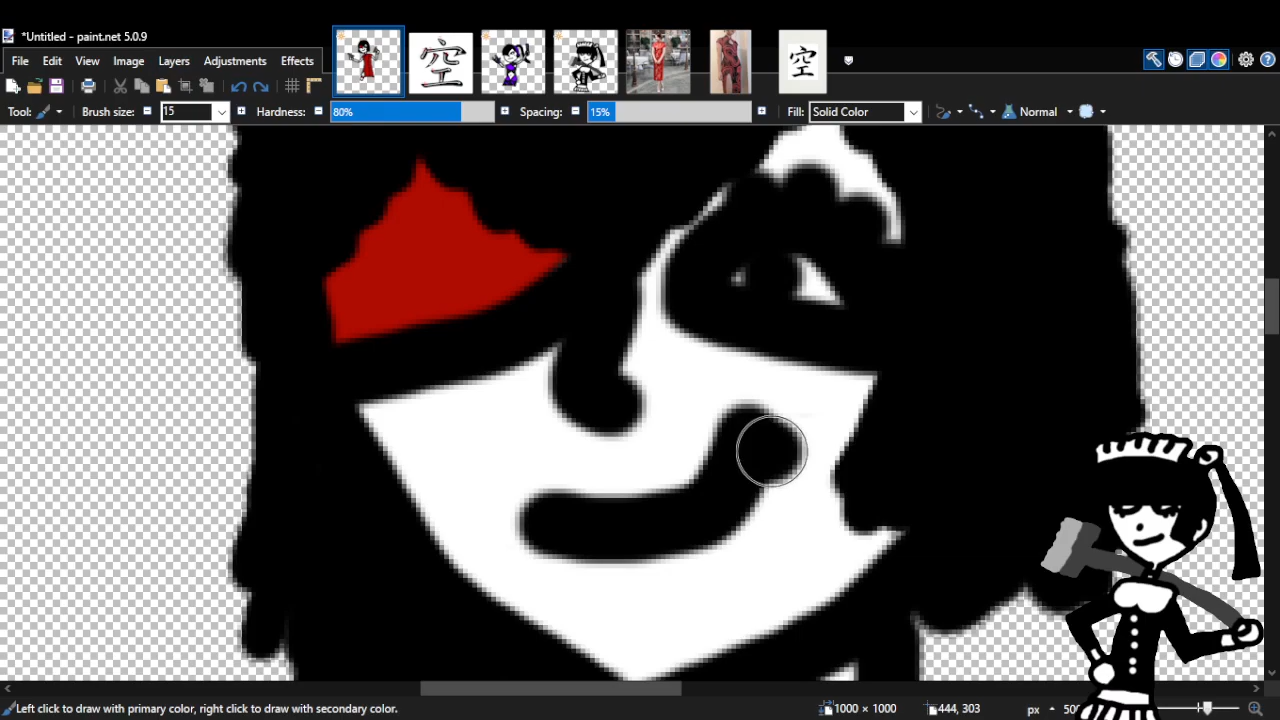 *Untitled - paint.net 5.0.9
File Edit View Image Layers Adjustments Effects
空
空
Tool: Brush size: 15 Hardness: 80% Spacing: 15% Fill: Solid Color Normal
Left click to draw with primary color, right click to draw with secondary color. 1000 × 1000 444, 303 px